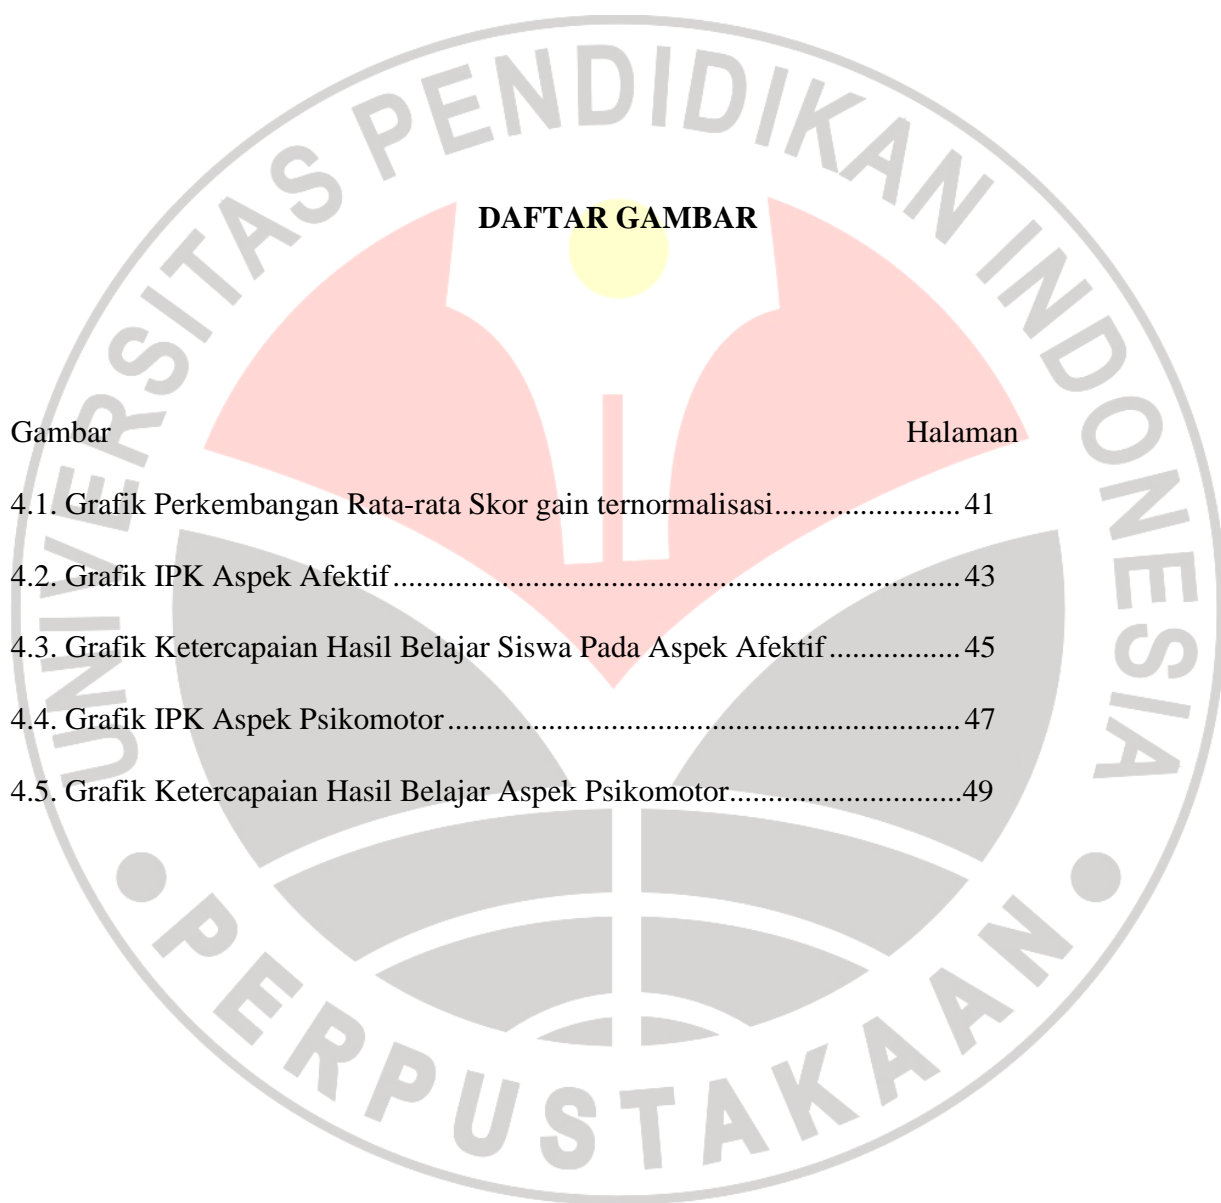 DAFTAR GAMBAR
Gambar Halaman
4.1. Grafik Perkembangan Rata-rata Skor gain ternormalisasi....................... 41
4.2. Grafik IPK Aspek Afektif......................................................................... 43
4.3. Grafik Ketercapaian Hasil Belajar Siswa Pada Aspek Afektif................. 45
4.4. Grafik IPK Aspek Psikomotor.................................................................. 47
4.5. Grafik Ketercapaian Hasil Belajar Aspek Psikomotor..............................49
UNIVERSITAS PENDIDIKAN INDONESIA
PERPUSTAKAAN